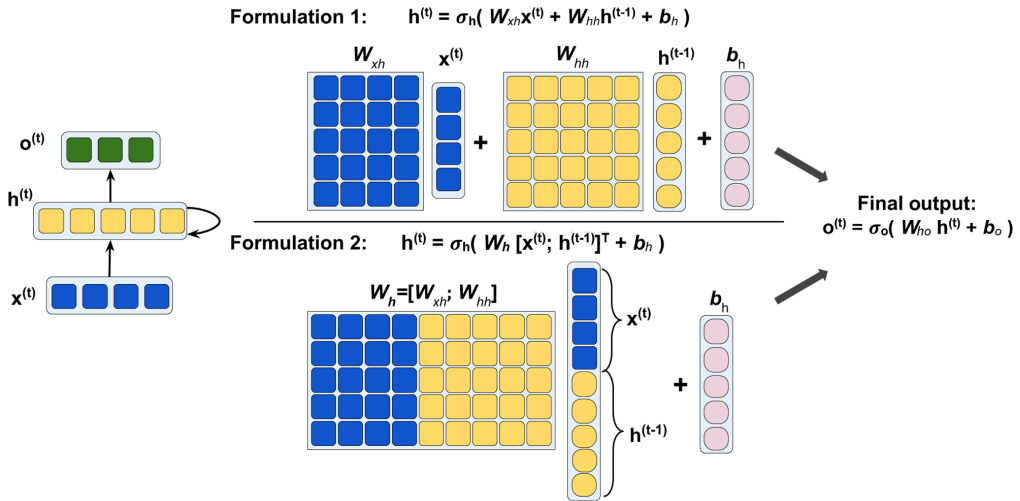 Formulation 1: h⁽ᵗ⁾ = σₕ( Wₓₕx⁽ᵗ⁾ + Wₕₕh⁽ᵗ⁻¹⁾ + bₕ )
Wₓₕ x⁽ᵗ⁾ Wₕₕ h⁽ᵗ⁻¹⁾ bₕ
+ +
o⁽ᵗ⁾
h⁽ᵗ⁾
x⁽ᵗ⁾
Formulation 2: h⁽ᵗ⁾ = σₕ( Wₕ [x⁽ᵗ⁾; h⁽ᵗ⁻¹⁾]ᵀ + bₕ )
Wₕ=[Wₓₕ; Wₕₕ]
x⁽ᵗ⁾
h⁽ᵗ⁻¹⁾
+
bₕ
Final output:
o⁽ᵗ⁾ = σₒ( Wₕₒ h⁽ᵗ⁾ + bₒ )